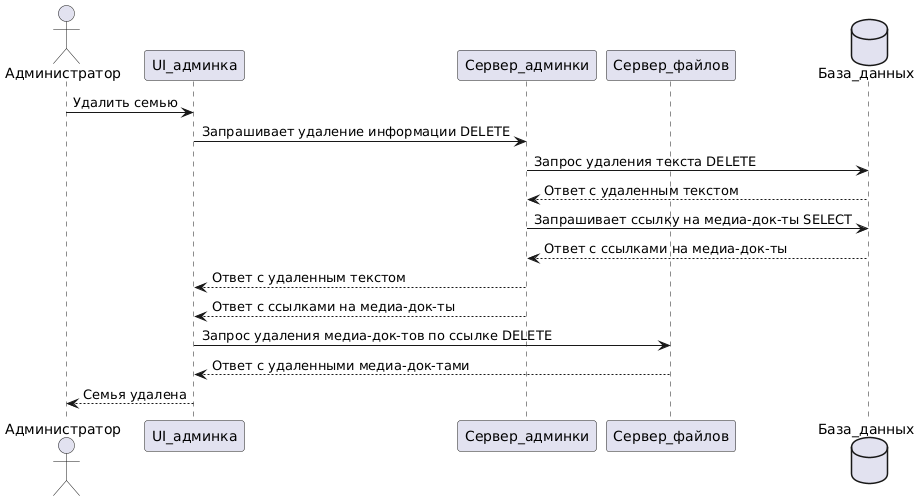 Администратор
UI_админка
Сервер_админки
Сервер_файлов
База_данных
Удалить семью
Запрашивает удаление информации DELETE
Запрос удаления текста DELETE
Ответ с удаленным текстом
Запрашивает ссылку на медиа-док-ты SELECT
Ответ с ссылками на медиа-док-ты
Ответ с удаленным текстом
Ответ с ссылками на медиа-док-ты
Запрос удаления медиа-док-тов по ссылке DELETE
Ответ с удаленными медиа-док-тами
Семья удалена
Администратор
UI_админка
Сервер_админки
Сервер_файлов
База_данных